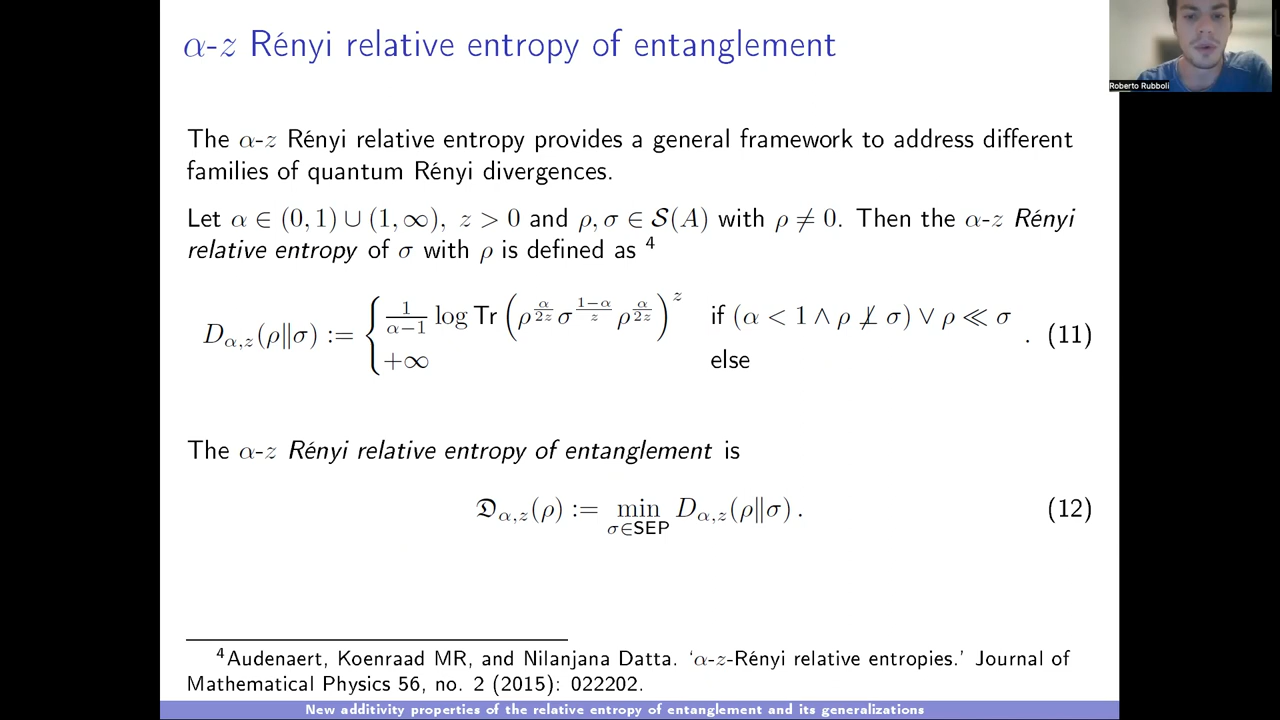 α-z Rényi relative entropy of entanglement
Roberto Rubboli
The α-z Rényi relative entropy provides a general framework to address different
families of quantum Rényi divergences.
Let α ∈ (0, 1) ∪ (1, ∞), z > 0 and ρ, σ ∈ 𝒮(A) with ρ ≠ 0. Then the α-z Rényi
relative entropy of σ with ρ is defined as ⁴
D_{α,z}(ρ‖σ) := { \frac{1}{α−1} log Tr (ρ^{\frac{α}{2z}} σ^{\frac{1−α}{z}} ρ^{\frac{α}{2z}})^z if (α < 1 ∧ ρ ⊥̸ σ) ∨ ρ ≪ σ
+∞ else . (11)
The α-z Rényi relative entropy of entanglement is
𝔇_{α,z}(ρ) := min_{σ∈SEP} D_{α,z}(ρ‖σ) . (12)
⁴Audenaert, Koenraad MR, and Nilanjana Datta. ‘α-z-Rényi relative entropies.’ Journal of
Mathematical Physics 56, no. 2 (2015): 022202.
New additivity properties of the relative entropy of entanglement and its generalizations